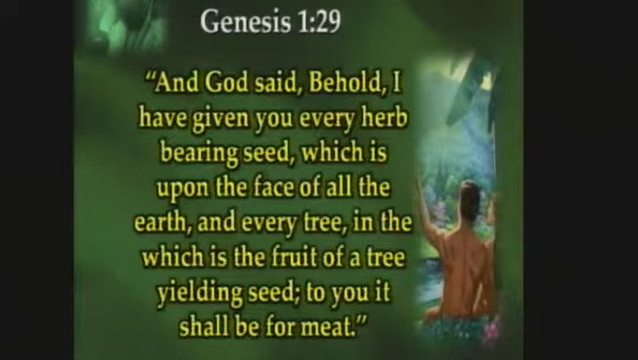 Genesis 1:29
“And God said, Behold, I
have given you every herb
bearing seed, which is
upon the face of all the
earth, and every tree, in the
which is the fruit of a tree
yielding seed; to you it
shall be for meat.”